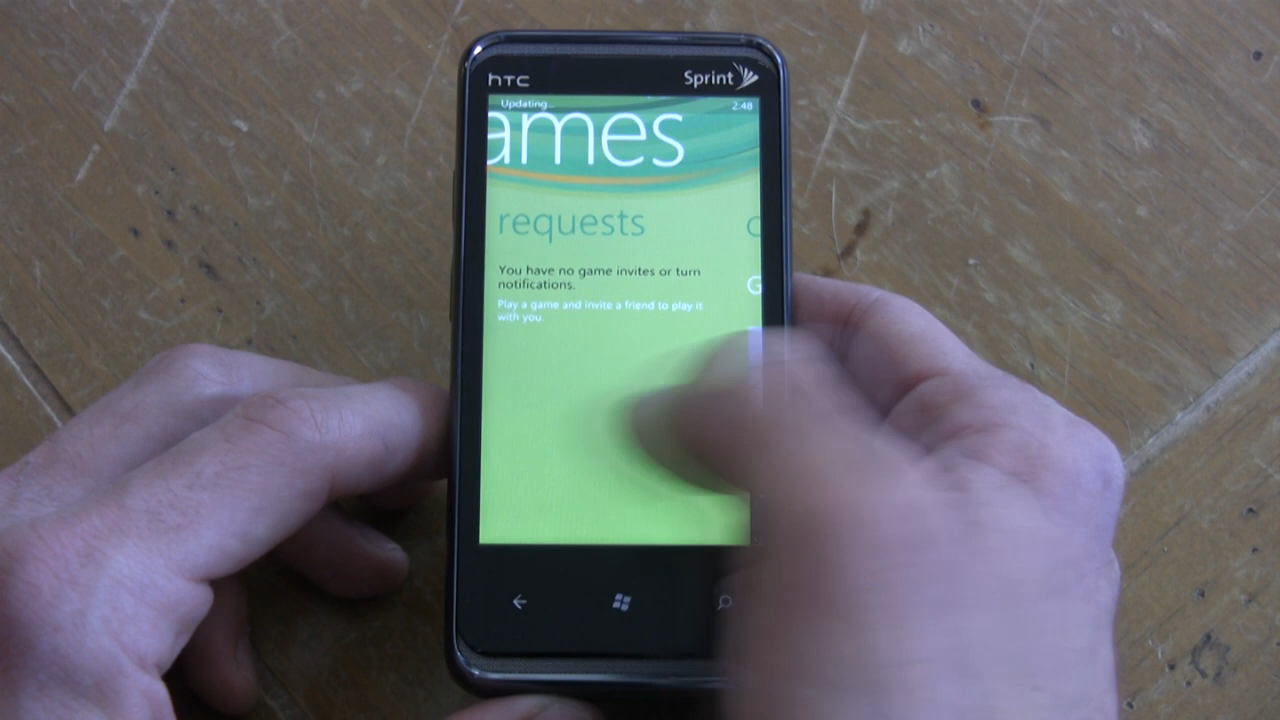 hTC
Sprint
Updating...
2:48
ames
requests
c
You have no game invites or turn
notifications.
G
Play a game and invite a friend to play it
with you.